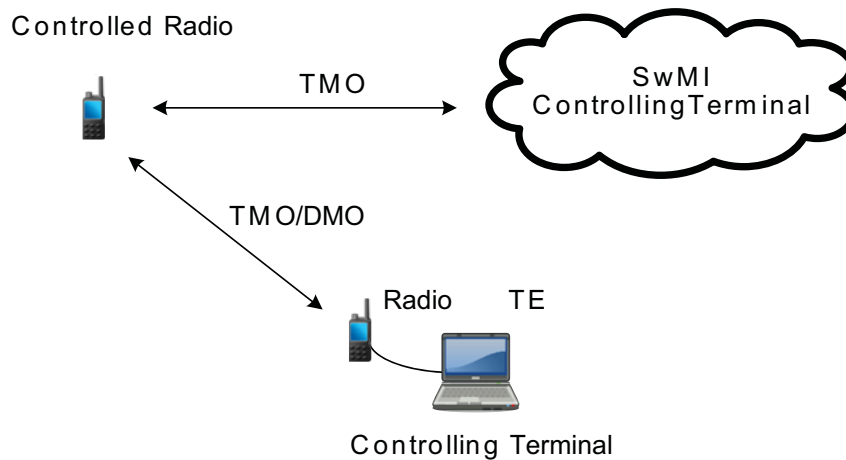 Controlled Radio
TMO
SwMI
ControllingTerminal
TMO/DMO
Radio TE
Controlling Terminal